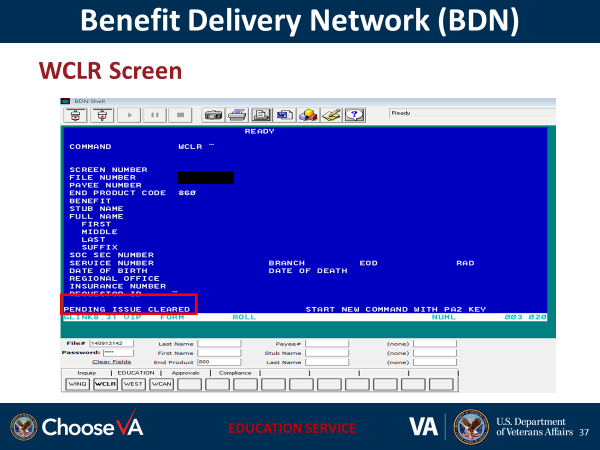 Benefit Delivery Network (BDN)
WCLR Screen
BDN Shell
Ready
READY
COMMAND WCLR ~
SCREEN NUMBER
FILE NUMBER
PAYEE NUMBER
END PRODUCT CODE 860
BENEFIT
STUB NAME
FULL NAME
FIRST
MIDDLE
LAST
SUFFIX
SOC SEC NUMBER
SERVICE NUMBER BRANCH EOD RAD
DATE OF BIRTH DATE OF DEATH
REGIONAL OFFICE
INSURANCE NUMBER
REQUESTOR ID ~
PENDING ISSUE CLEARED START NEW COMMAND WITH PA2 KEY
GLINK8.31 VIP FORM ROLL NUML 003 020
File# 140913142 Last Name Payee# (none)
Password: **** First Name Stub Name (none)
Clear Fields End Product 800 Last Name (none)
Inquiry EDUCATION Approvals Compliance
WINQ WCLR WEST WCAN
ChooseVA
EDUCATION SERVICE
VA
U.S. Department
of Veterans Affairs 37